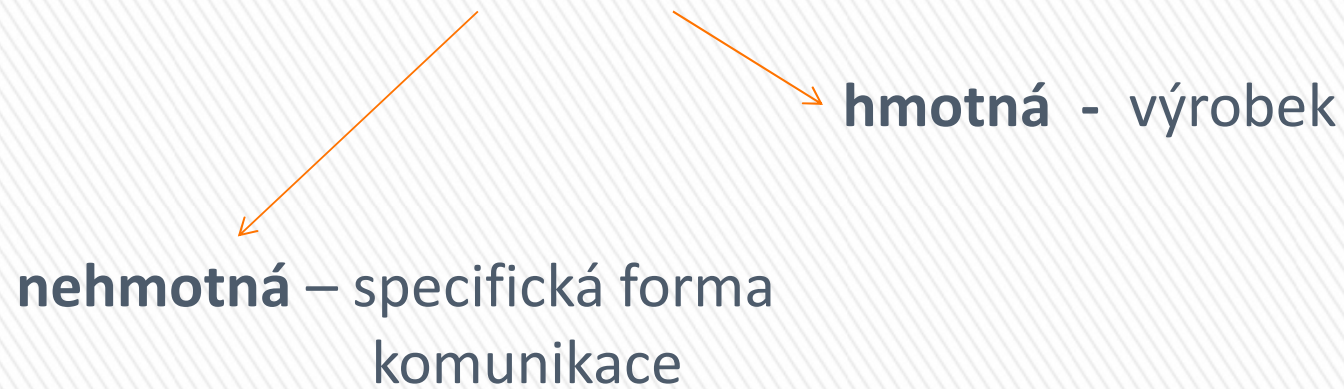 hmotná - výrobek
nehmotná – specifická forma
komunikace